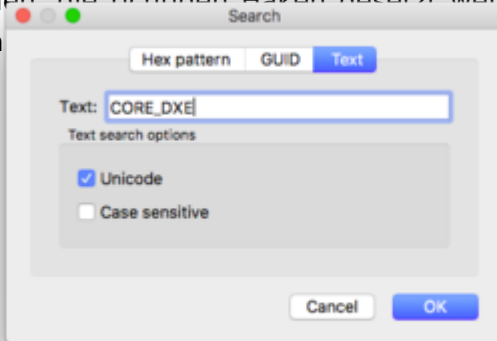 Search
Hex pattern GUID Text
Text: CORE_DXE
Text search options
Unicode
Case sensitive
Cancel OK